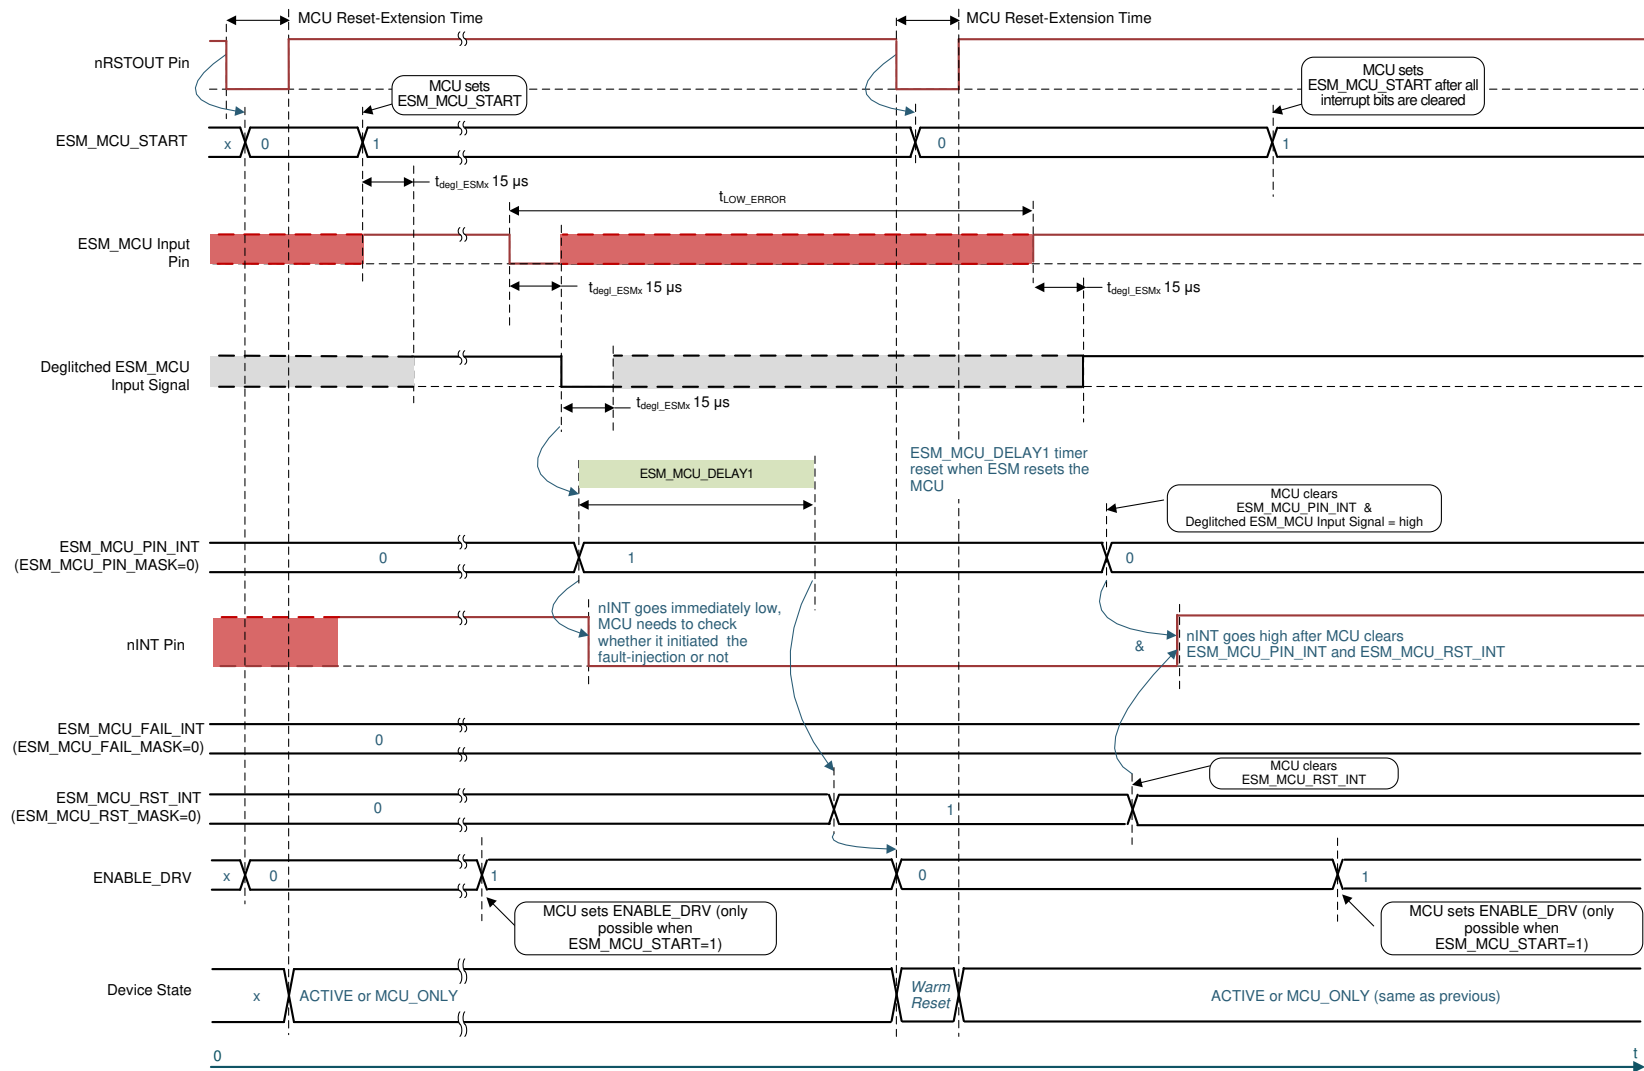 MCU Reset-Extension Time
MCU Reset-Extension Time
nRSTOUT Pin
MCU sets
ESM_MCU_START
MCU sets
ESM_MCU_START after all
interrupt bits are cleared
ESM_MCU_START
x
0
1
0
1
tdegl_ESMx 15 µs
tLOW_ERROR
ESM_MCU Input
Pin
tdegl_ESMx 15 µs
tdegl_ESMx 15 µs
Deglitched ESM_MCU
Input Signal
tdegl_ESMx 15 µs
ESM_MCU_DELAY1
ESM_MCU_DELAY1 timer
reset when ESM resets the
MCU
MCU clears
ESM_MCU_PIN_INT &
Deglitched ESM_MCU Input Signal = high
ESM_MCU_PIN_INT
(ESM_MCU_PIN_MASK=0)
0
1
0
nINT Pin
nINT goes immediately low,
MCU needs to check
whether it initiated the
fault-injection or not
&
nINT goes high after MCU clears
ESM_MCU_PIN_INT and ESM_MCU_RST_INT
ESM_MCU_FAIL_INT
(ESM_MCU_FAIL_MASK=0)
0
MCU clears
ESM_MCU_RST_INT
ESM_MCU_RST_INT
(ESM_MCU_RST_MASK=0)
0
1
ENABLE_DRV
x
0
1
0
1
MCU sets ENABLE_DRV (only
possible when
ESM_MCU_START=1)
MCU sets ENABLE_DRV (only
possible when
ESM_MCU_START=1)
Device State
x
ACTIVE or MCU_ONLY
Warm
Reset
ACTIVE or MCU_ONLY (same as previous)
0
t